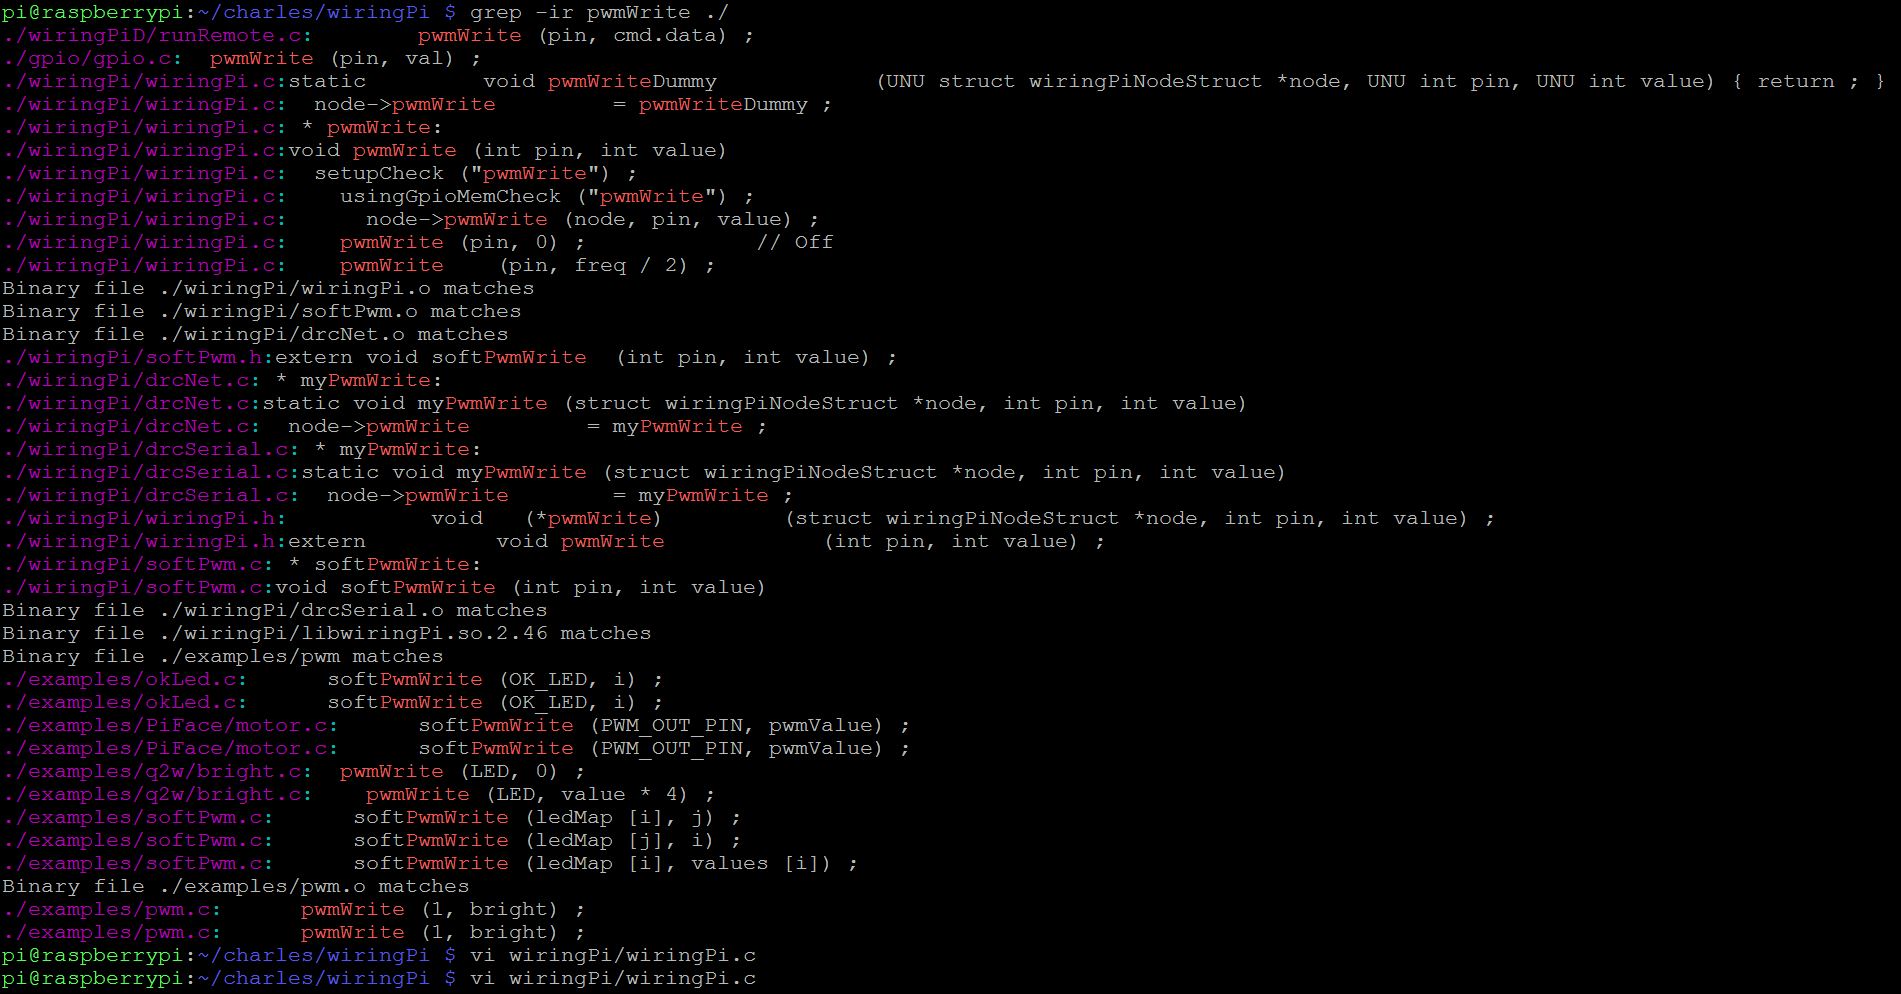 pi@raspberrypi:~/charles/wiringPi $ grep -ir pwmWrite ./
./wiringPiD/runRemote.c:        pwmWrite (pin, cmd.data) ;
./gpio/gpio.c:  pwmWrite (pin, val) ;
./wiringPi/wiringPi.c:static         void pwmWriteDummy            (UNU struct wiringPiNodeStruct *node, UNU int pin, UNU int value) { return ; }
./wiringPi/wiringPi.c:  node->pwmWrite         = pwmWriteDummy ;
./wiringPi/wiringPi.c: * pwmWrite:
./wiringPi/wiringPi.c:void pwmWrite (int pin, int value)
./wiringPi/wiringPi.c:  setupCheck ("pwmWrite") ;
./wiringPi/wiringPi.c:    usingGpioMemCheck ("pwmWrite") ;
./wiringPi/wiringPi.c:      node->pwmWrite (node, pin, value) ;
./wiringPi/wiringPi.c:    pwmWrite (pin, 0) ;             // Off
./wiringPi/wiringPi.c:    pwmWrite    (pin, freq / 2) ;
Binary file ./wiringPi/wiringPi.o matches
Binary file ./wiringPi/softPwm.o matches
Binary file ./wiringPi/drcNet.o matches
./wiringPi/softPwm.h:extern void softPwmWrite  (int pin, int value) ;
./wiringPi/drcNet.c: * myPwmWrite:
./wiringPi/drcNet.c:static void myPwmWrite (struct wiringPiNodeStruct *node, int pin, int value)
./wiringPi/drcNet.c:  node->pwmWrite         = myPwmWrite ;
./wiringPi/drcSerial.c: * myPwmWrite:
./wiringPi/drcSerial.c:static void myPwmWrite (struct wiringPiNodeStruct *node, int pin, int value)
./wiringPi/drcSerial.c:  node->pwmWrite        = myPwmWrite ;
./wiringPi/wiringPi.h:           void   (*pwmWrite)         (struct wiringPiNodeStruct *node, int pin, int value) ;
./wiringPi/wiringPi.h:extern          void pwmWrite            (int pin, int value) ;
./wiringPi/softPwm.c: * softPwmWrite:
./wiringPi/softPwm.c:void softPwmWrite (int pin, int value)
Binary file ./wiringPi/drcSerial.o matches
Binary file ./wiringPi/libwiringPi.so.2.46 matches
Binary file ./examples/pwm matches
./examples/okLed.c:      softPwmWrite (OK_LED, i) ;
./examples/okLed.c:      softPwmWrite (OK_LED, i) ;
./examples/PiFace/motor.c:      softPwmWrite (PWM_OUT_PIN, pwmValue) ;
./examples/PiFace/motor.c:      softPwmWrite (PWM_OUT_PIN, pwmValue) ;
./examples/q2w/bright.c:  pwmWrite (LED, 0) ;
./examples/q2w/bright.c:    pwmWrite (LED, value * 4) ;
./examples/softPwm.c:      softPwmWrite (ledMap [i], j) ;
./examples/softPwm.c:      softPwmWrite (ledMap [j], i) ;
./examples/softPwm.c:      softPwmWrite (ledMap [i], values [i]) ;
Binary file ./examples/pwm.o matches
./examples/pwm.c:      pwmWrite (1, bright) ;
./examples/pwm.c:      pwmWrite (1, bright) ;
pi@raspberrypi:~/charles/wiringPi $ vi wiringPi/wiringPi.c
pi@raspberrypi:~/charles/wiringPi $ vi wiringPi/wiringPi.c